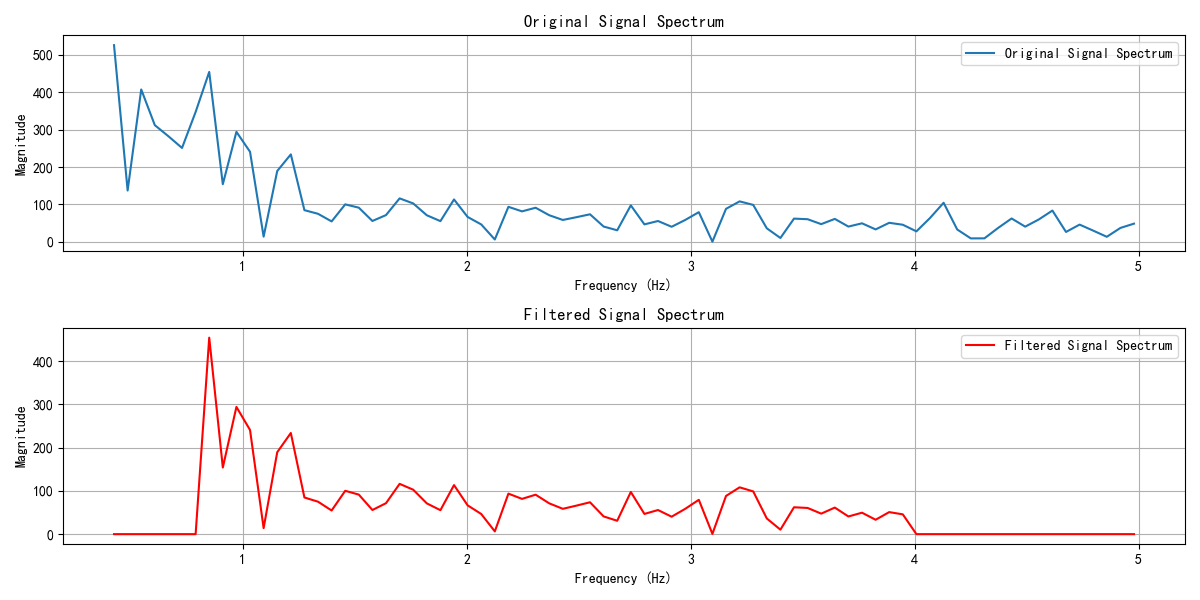 Original Signal Spectrum
Original Signal Spectrum
500
400
300
200
100
0
Magnitude
1 2 3 4 5
Frequency (Hz)
Filtered Signal Spectrum
Filtered Signal Spectrum
400
300
200
100
0
Magnitude
1 2 3 4 5
Frequency (Hz)